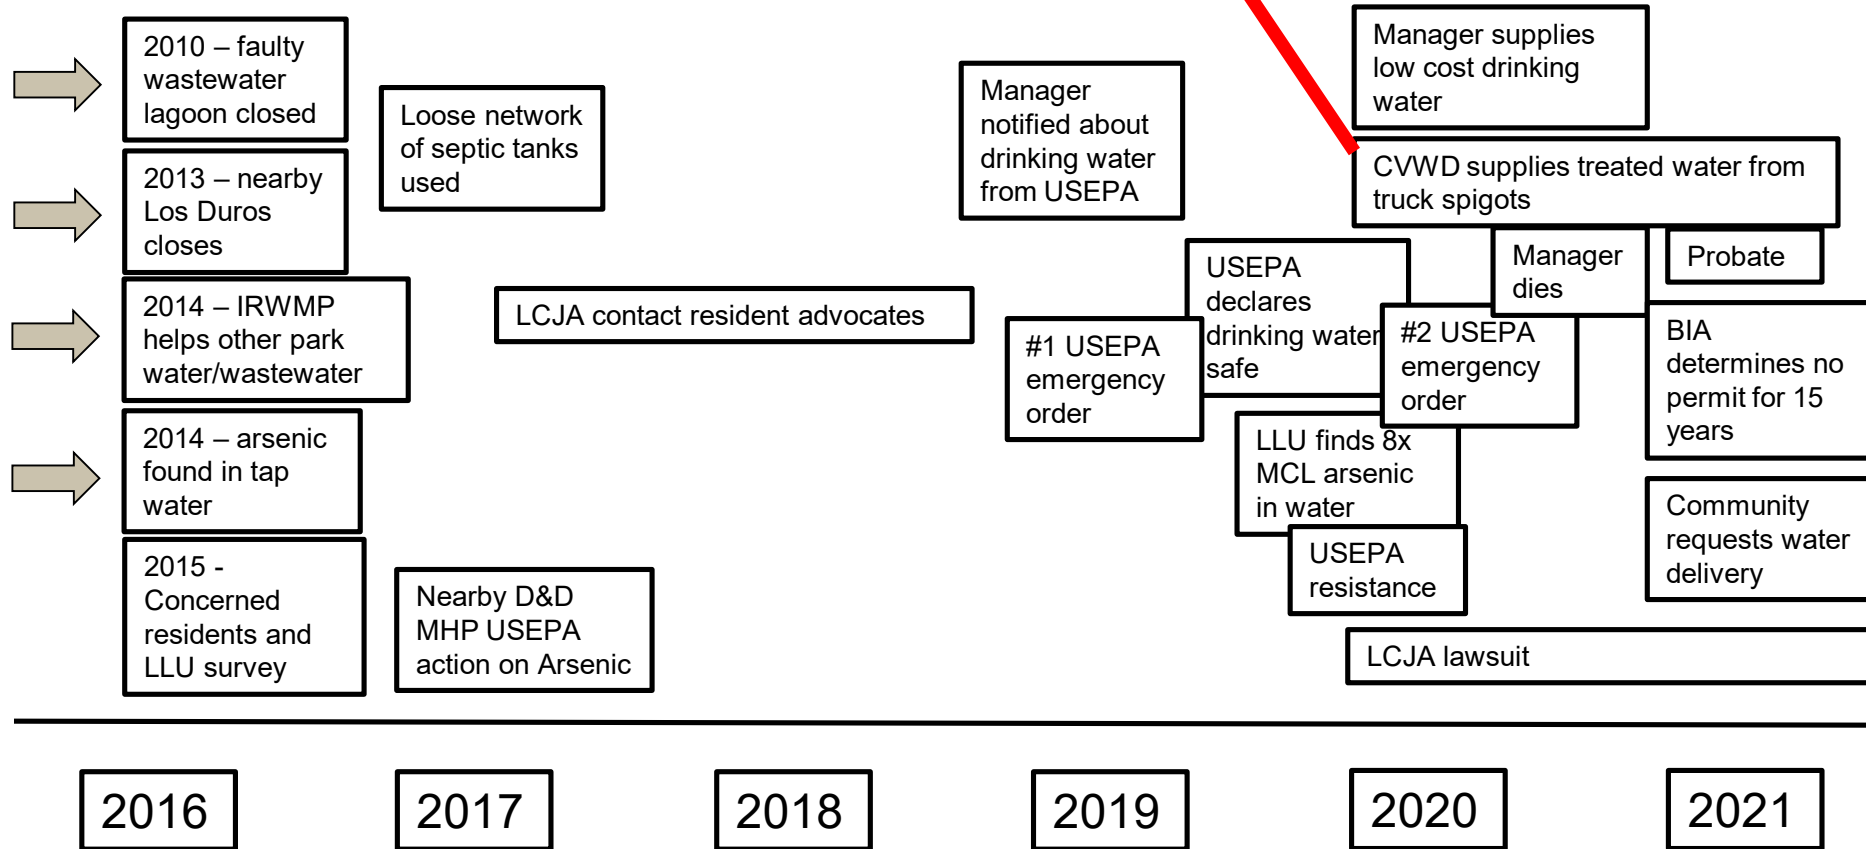 2010 – faulty
wastewater
lagoon closed
2013 – nearby
Los Duros
closes
2014 – IRWMP
helps other park
water/wastewater
2014 – arsenic
found in tap
water
2015 -
Concerned
residents and
LLU survey
Loose network
of septic tanks
used
Nearby D&D
MHP USEPA
action on Arsenic
LCJA contact resident advocates
Manager
notified about
drinking water
from USEPA
#1 USEPA
emergency
order
USEPA
declares
drinking water
safe
LLU finds 8x
MCL arsenic
in water
USEPA
resistance
Manager supplies
low cost drinking
water
CVWD supplies treated water from
truck spigots
Manager
dies
#2 USEPA
emergency
order
Probate
BIA
determines no
permit for 15
years
Community
requests water
delivery
LCJA lawsuit
2016
2017
2018
2019
2020
2021